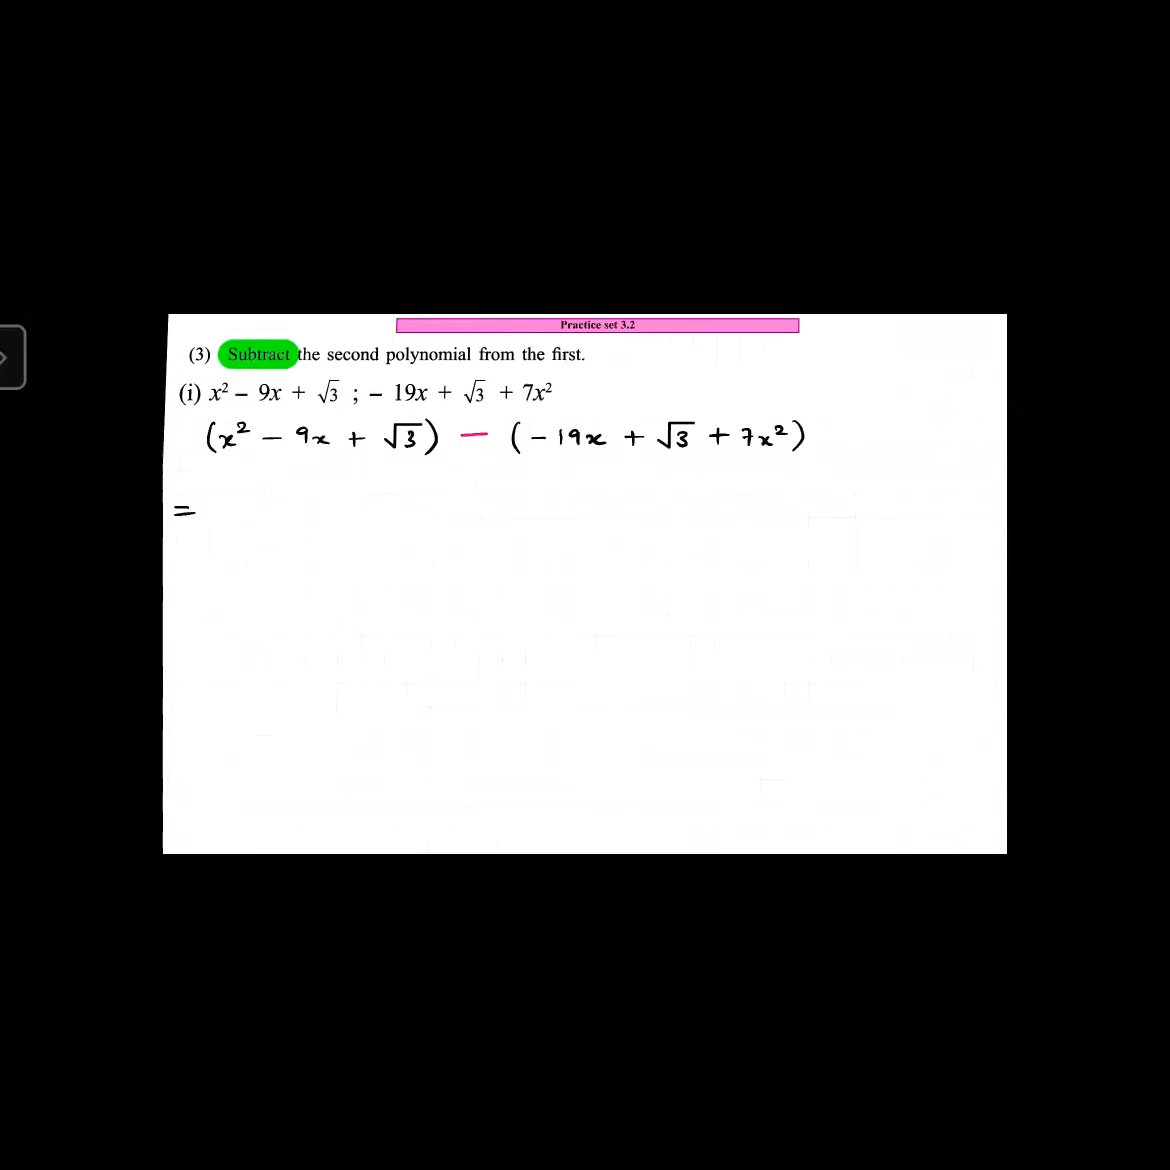 Practice set 3.2
(3) Subtract the second polynomial from the first.
(i) x² – 9x + √3 ; – 19x + √3 + 7x²
(x² – 9x + √3) – (– 19x + √3 + 7x²)
=